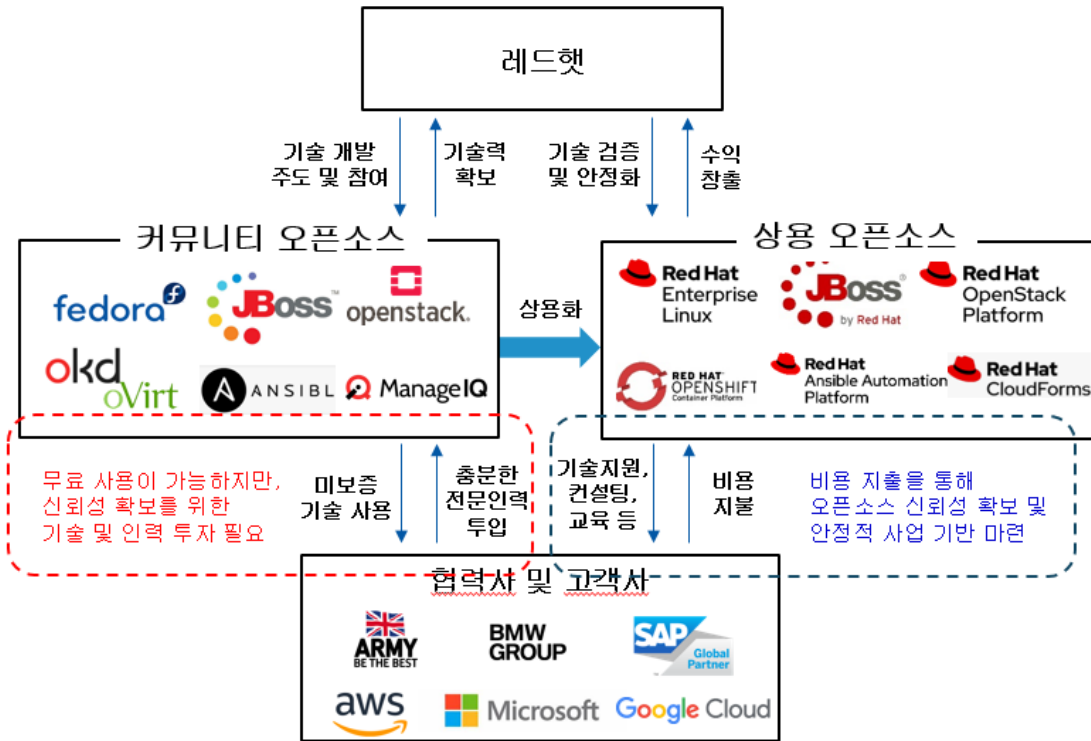 레드햇
기술 개발
주도 및 참여
기술력
확보
기술 검증
및 안정화
수익
창출
커뮤니티 오픈소스
fedora
JBoss™
openstack.
okd
oVirt
ANSIBL
ManageIQ
상용화
상용 오픈소스
Red Hat
Enterprise
Linux
JBoss®
by Red Hat
Red Hat
OpenStack
Platform
RED HAT®
OPENSHIFT
Container Platform
Red Hat
Ansible Automation
Platform
Red Hat
CloudForms
무료 사용이 가능하지만,
신뢰성 확보를 위한
기술 및 인력 투자 필요
미보증
기술 사용
충분한
전문인력
투입
기술지원,
컨설팅,
교육 등
비용
지불
비용 지출을 통해
오픈소스 신뢰성 확보 및
안정적 사업 기반 마련
협력사 및 고객사
ARMY
BE THE BEST
BMW
GROUP
SAP
Global
Partner
aws
Microsoft
Google Cloud